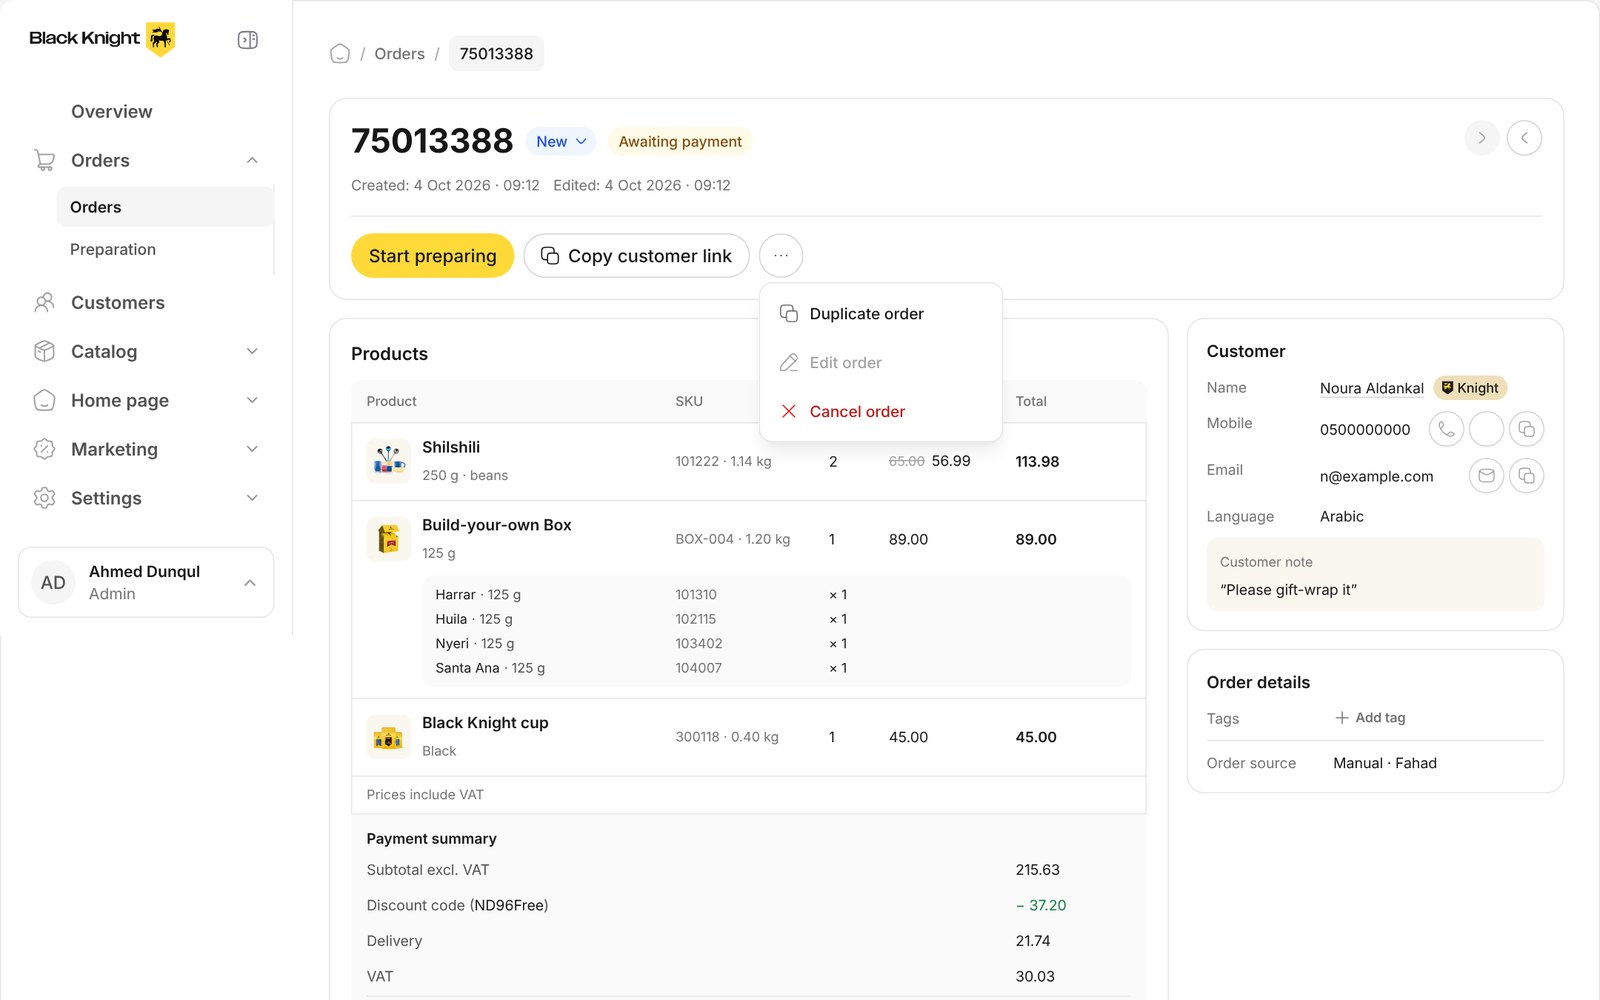 Black Knight
Overview
Orders
Orders
Preparation
Customers
Catalog
Home page
Marketing
Settings
AD
Ahmed Dunqul
Admin
/ Orders / 75013388
75013388 New Awaiting payment
Created: 4 Oct 2026 · 09:12 Edited: 4 Oct 2026 · 09:12
Start preparing Copy customer link ···
Duplicate order
Edit order
Cancel order
Products
Product SKU Total
Shilshili
250 g · beans
101222 · 1.14 kg 2 65.00 56.99 113.98
Build-your-own Box
125 g
BOX-004 · 1.20 kg 1 89.00 89.00
Harrar · 125 g 101310 × 1
Huila · 125 g 102115 × 1
Nyeri · 125 g 103402 × 1
Santa Ana · 125 g 104007 × 1
Black Knight cup
Black
300118 · 0.40 kg 1 45.00 45.00
Prices include VAT
Payment summary
Subtotal excl. VAT 215.63
Discount code (ND96Free) − 37.20
Delivery 21.74
VAT 30.03
Customer
Name Noura Aldankal Knight
Mobile 0500000000
Email n@example.com
Language Arabic
Customer note
“Please gift-wrap it”
Order details
Tags + Add tag
Order source Manual · Fahad